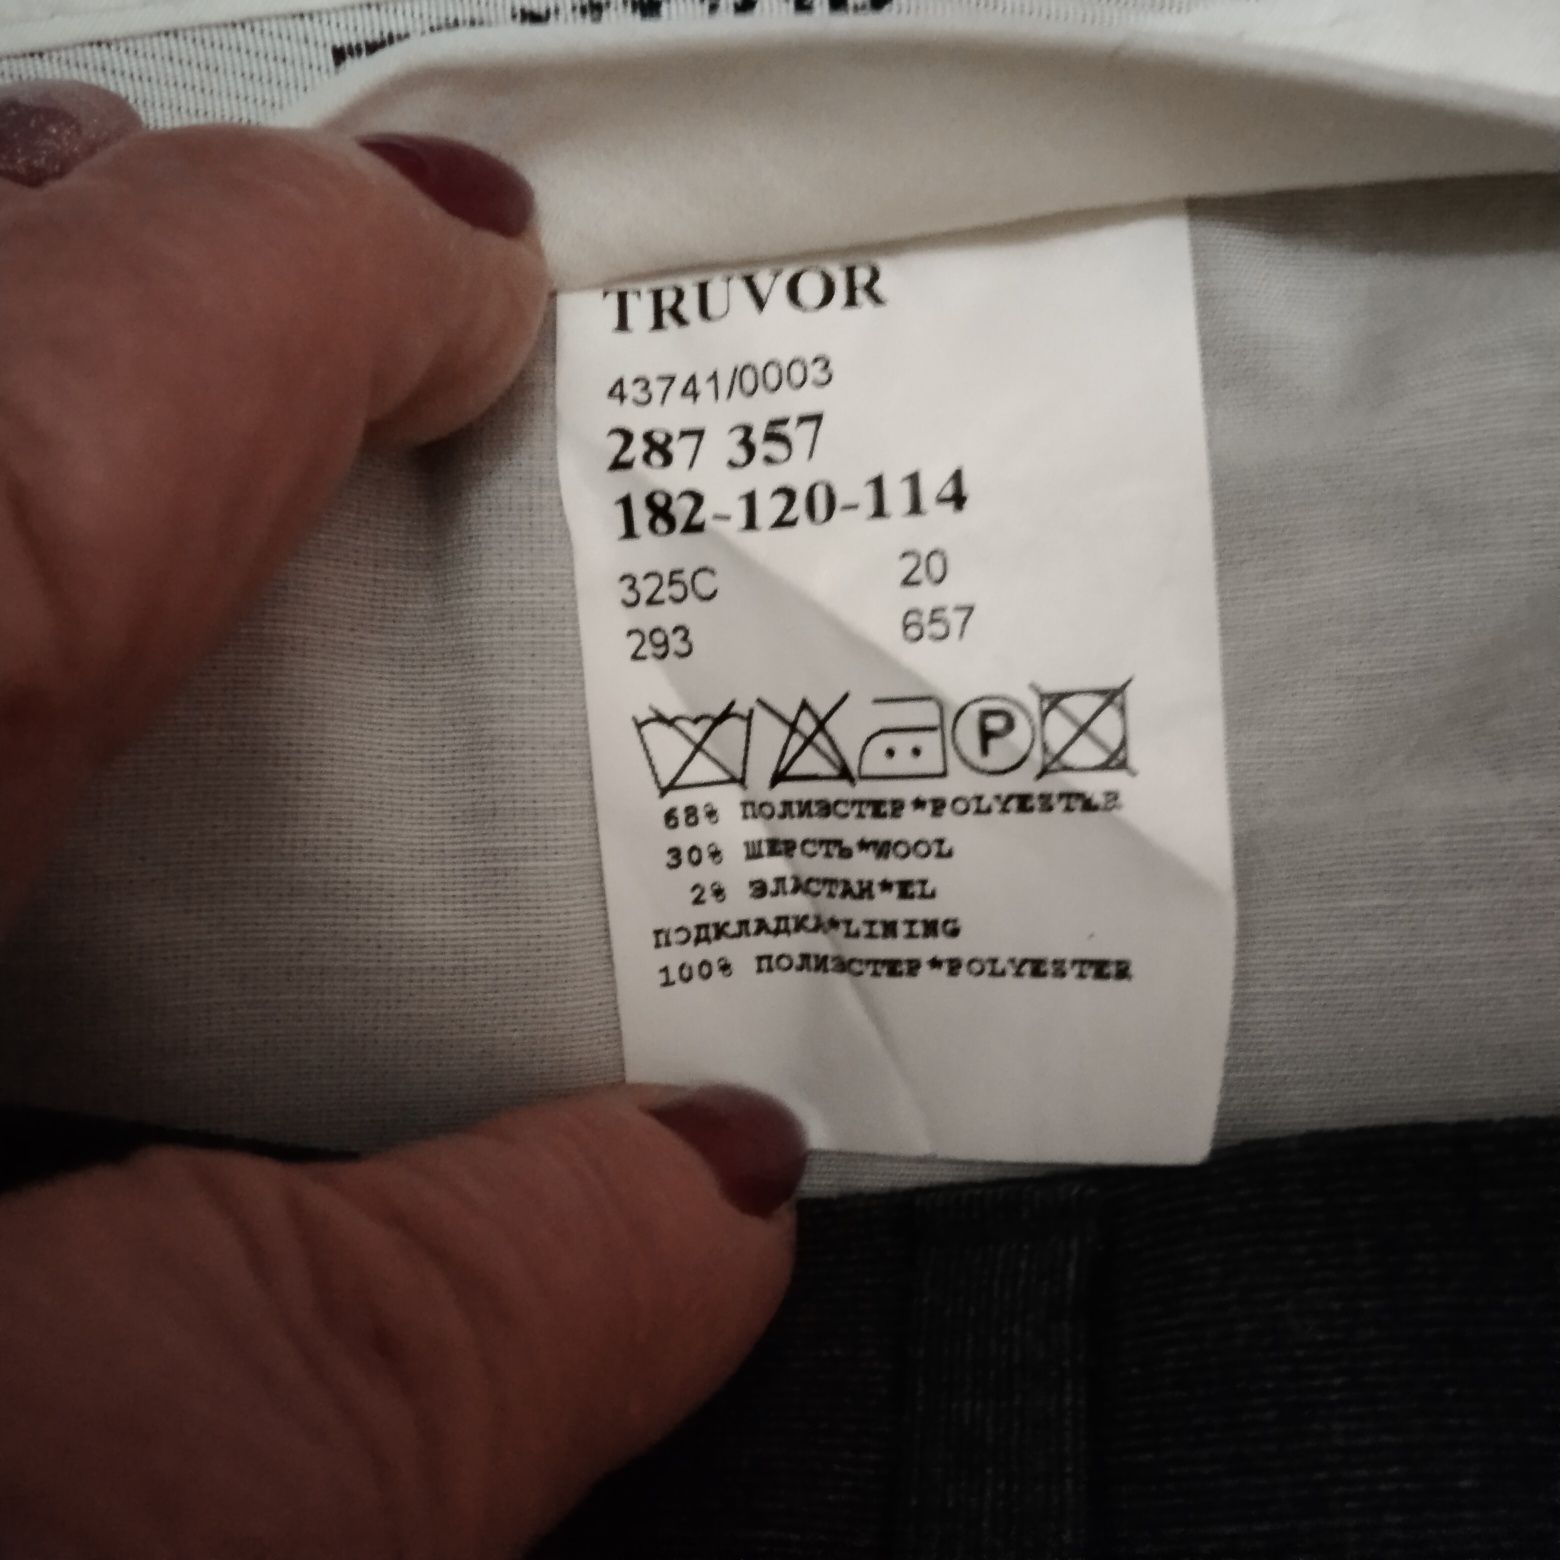 TRUVOR
43741/0003
287 357
182-120-114
325C 20
293 657
P
68% ПОЛИЭСТЕР*POLYESTER
30% ШЕРСТЬ*WOOL
2% ЭЛАСТАН*EL
ПОДКЛАДКА*LINING
100% ПОЛИЭСТЕР*POLYESTER